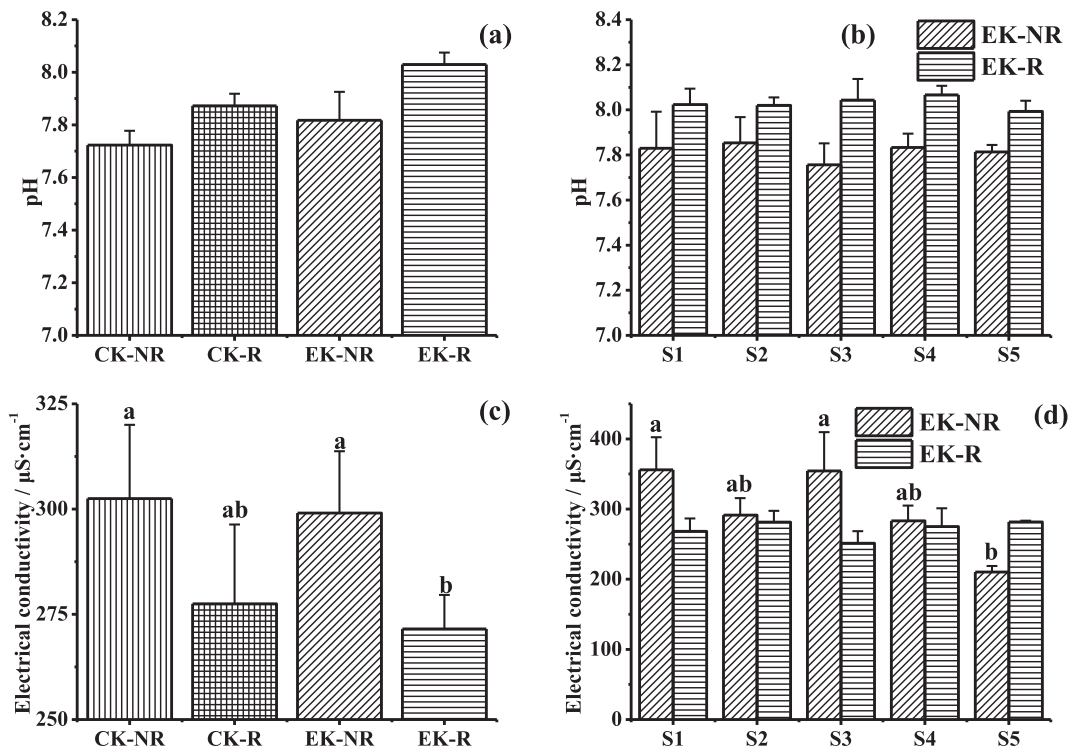 8.2
8.0
7.8
7.6
7.4
7.2
7.0
pH
(a)
CK-NR
CK-R
EK-NR
EK-R
8.4
8.2
8.0
7.8
7.6
7.4
7.2
7.0
pH
(b)
EK-NR
EK-R
S1
S2
S3
S4
S5
325
300
275
250
Electrical conductivity / μS·cm⁻¹
(c)
a
ab
a
b
CK-NR
CK-R
EK-NR
EK-R
400
300
200
100
0
Electrical conductivity / μS·cm⁻¹
(d)
EK-NR
EK-R
a
ab
a
ab
b
S1
S2
S3
S4
S5